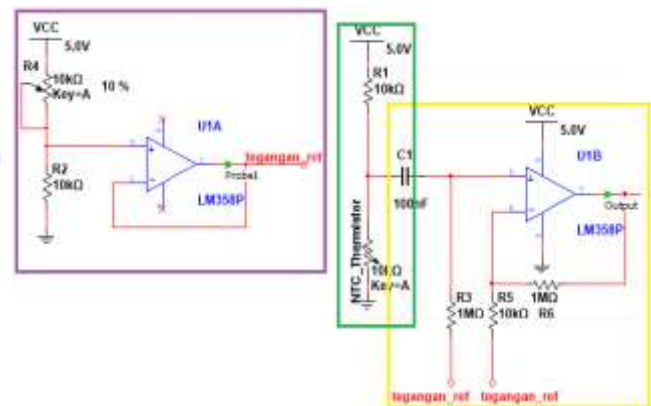 VCC
5.0V
R4
10kΩ
Key=A
10 %
R2
10kΩ
U1A
Probe1
tegangan_ref
LM358P
VCC
5.0V
R1
10kΩ
C1
100nF
NTC_Thermistor
10kΩ
Key=A
VCC
5.0V
U1B
Output
LM358P
R3
1MΩ
R5
10kΩ
1MΩ
R6
tegangan_ref
tegangan_ref